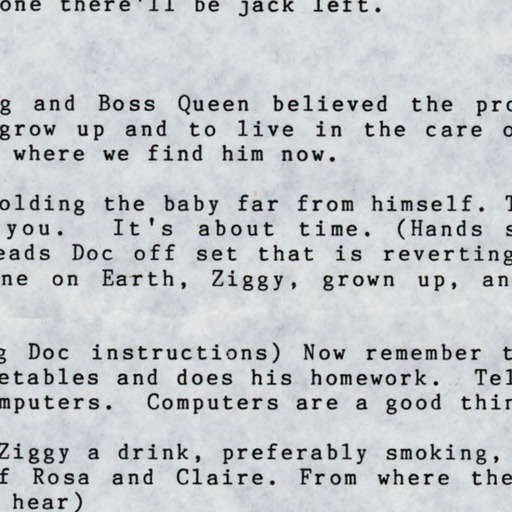 one there'll be jack left.
g and Boss Queen believed the pro
grow up and to live in the care o
where we find him now.
olding the baby far from himself. T
you.  It's about time. (Hands s
eads Doc off set that is reverting
ne on Earth, Ziggy, grown up, an
g Doc instructions) Now remember t
etables and does his homework.  Tel
mputers.  Computers are a good thin
Ziggy a drink, preferably smoking,
f Rosa and Claire. From where the
hear)